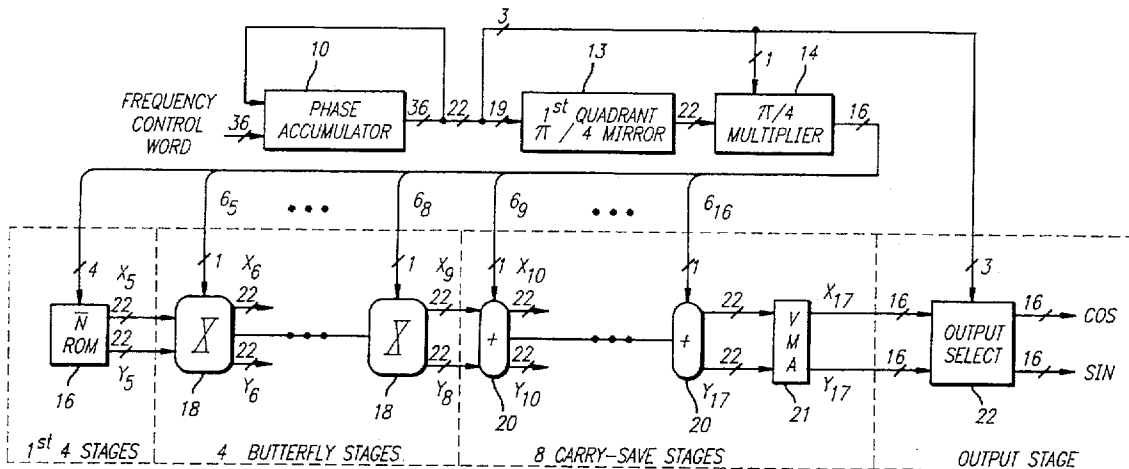 3
10
13
14
1
FREQUENCY
CONTROL
WORD
36
PHASE
ACCUMULATOR
36
22
19
1st QUADRANT
π / 4 MIRROR
22
π/4
MULTIPLIER
16
65
•••
68
69
•••
616
4
1
1
1
1
3
X5
X6
X9
X10
X17
N̅
ROM
22
22
22
22
•••
22
22
+
22
22
•••
+
22
22
V
M
A
16
16
OUTPUT
SELECT
16
16
COS
SIN
Y5
Y6
Y8
Y10
Y17
Y17
16
18
18
20
20
21
22
1st 4 STAGES
4 BUTTERFLY STAGES
8 CARRY-SAVE STAGES
OUTPUT STAGE